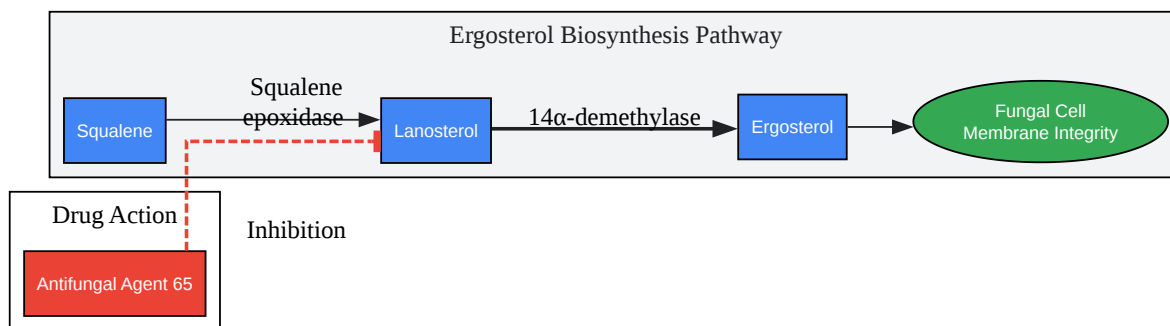 Ergosterol Biosynthesis Pathway
Squalene
Squalene
epoxidase
Lanosterol
14α-demethylase
Ergosterol
Fungal Cell
Membrane Integrity
Drug Action
Inhibition
Antifungal Agent 65